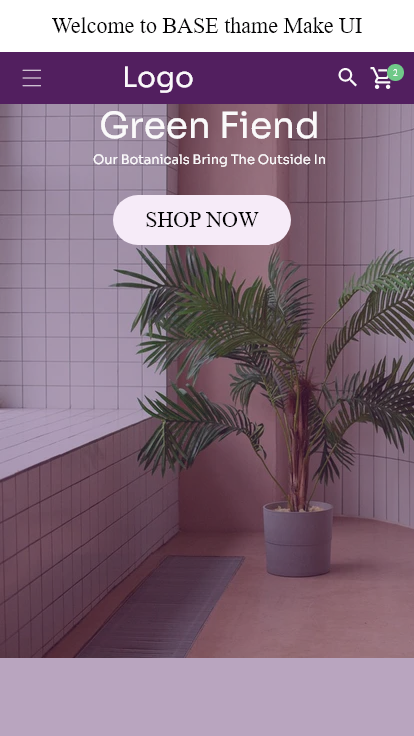 Welcome to BASE thame Make UI
Logo
2
Green Fiend
Our Botanicals Bring The Outside In
SHOP NOW